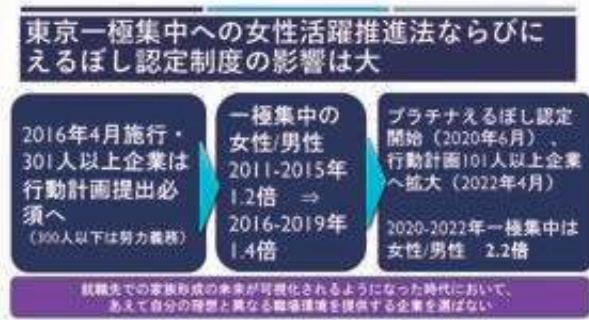 東京一極集中への女性活躍推進法ならびに
えるぼし認定制度の影響は大
2016年4月施行・
301人以上企業は
行動計画提出必
須へ
（300人以下は努力義務）
一極集中の
女性/男性
2011-2015年
1.2倍　⇒
2016-2019年
1.4倍
プラチナえるぼし認定
開始（2020年6月）、
行動計画101人以上企業
へ拡大（2022年4月）
2020-2022年一極集中は
女性/男性　2.2倍
就職先での家族形成の未来が可視化されるようになった時代において、
あえて自分の理想と異なる職場環境を提供する企業を選ばない